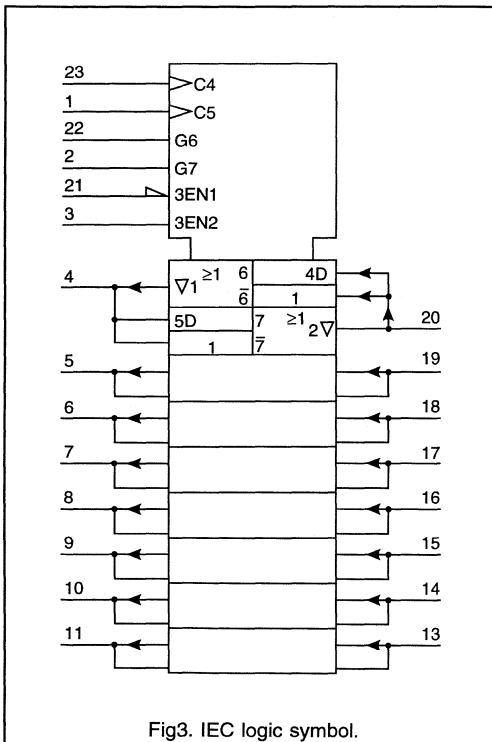 23 C4
1 C5
22 G6
2 G7
21 3EN1
3 3EN2
4 ▽1 ≥1 6 4D
6̅ 1
5D 7 ≥1 2▽ 20
1 7̅
5 19
6 18
7 17
8 16
9 15
10 14
11 13
Fig3. IEC logic symbol.